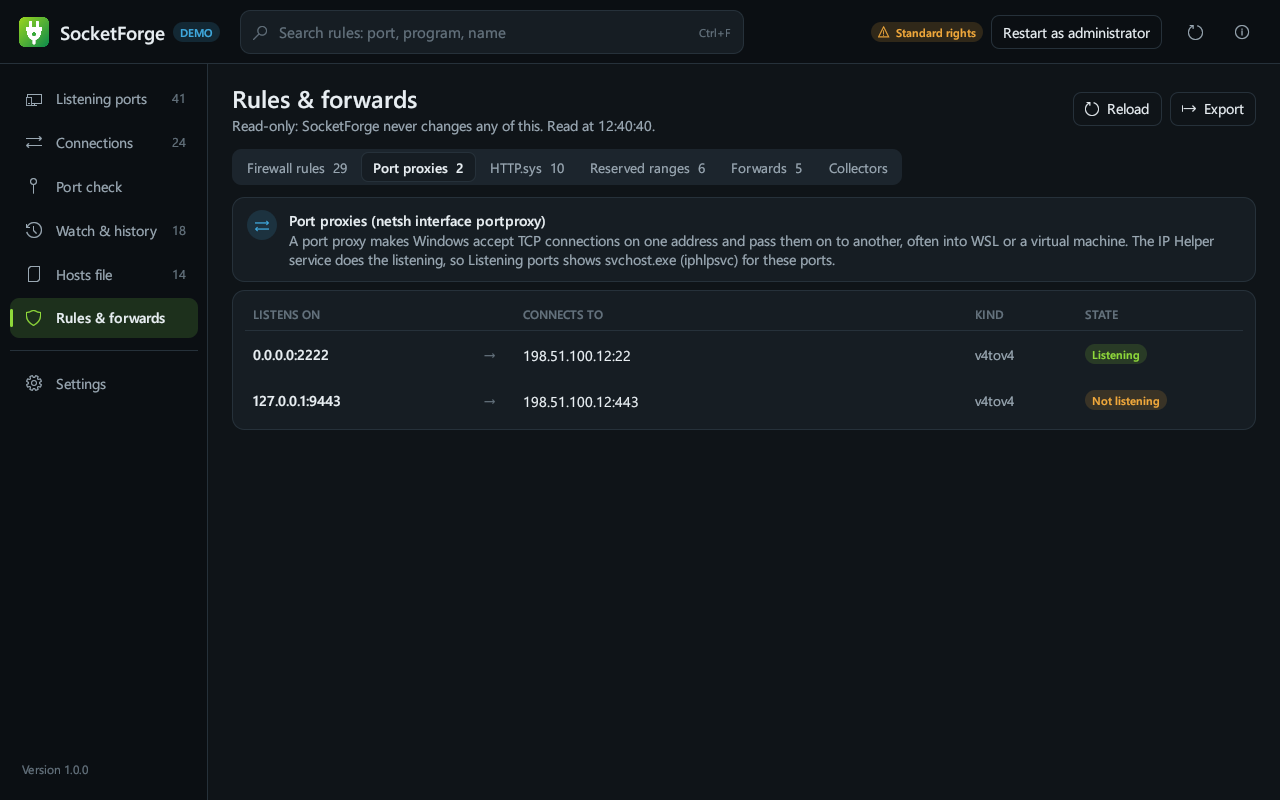 SocketForge DEMO
Search rules: port, program, name Ctrl+F
Standard rights
Restart as administrator
Listening ports 41
Connections 24
Port check
Watch & history 18
Hosts file 14
Rules & forwards
Settings
Version 1.0.0
Rules & forwards
Read-only: SocketForge never changes any of this. Read at 12:40:40.
Reload
Export
Firewall rules 29 Port proxies 2 HTTP.sys 10 Reserved ranges 6 Forwards 5 Collectors
Port proxies (netsh interface portproxy)
A port proxy makes Windows accept TCP connections on one address and pass them on to another, often into WSL or a virtual machine. The IP Helper
service does the listening, so Listening ports shows svchost.exe (iphlpsvc) for these ports.
LISTENS ON CONNECTS TO KIND STATE
0.0.0.0:2222 → 198.51.100.12:22 v4tov4 Listening
127.0.0.1:9443 → 198.51.100.12:443 v4tov4 Not listening